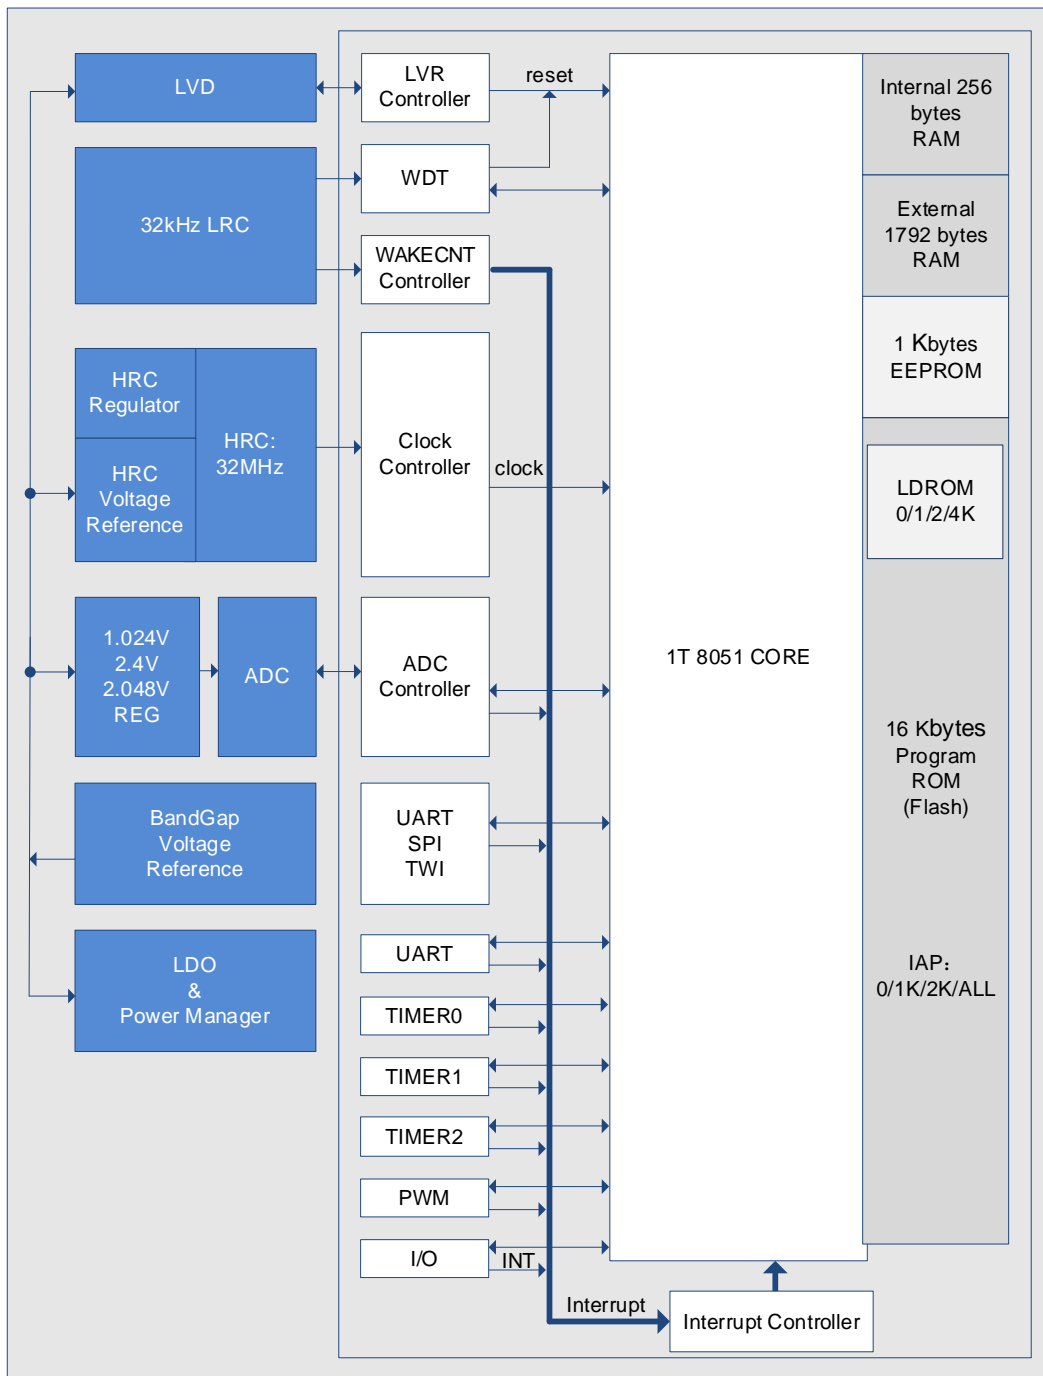 LVD
LVR
Controller
reset
Internal 256
bytes
RAM
32kHz LRC
WDT
External
1792 bytes
RAM
WAKECNT
Controller
HRC
Regulator
HRC
Voltage
Reference
HRC:
32MHz
Clock
Controller
clock
1 Kbytes
EEPROM
LDROM
0/1/2/4K
1.024V
2.4V
2.048V
REG
ADC
ADC
Controller
1T 8051 CORE
16 Kbytes
Program
ROM
(Flash)
BandGap
Voltage
Reference
UART
SPI
TWI
LDO
&
Power Manager
UART
IAP：
0/1K/2K/ALL
TIMER0
TIMER1
TIMER2
PWM
I/O
INT
Interrupt
Interrupt Controller